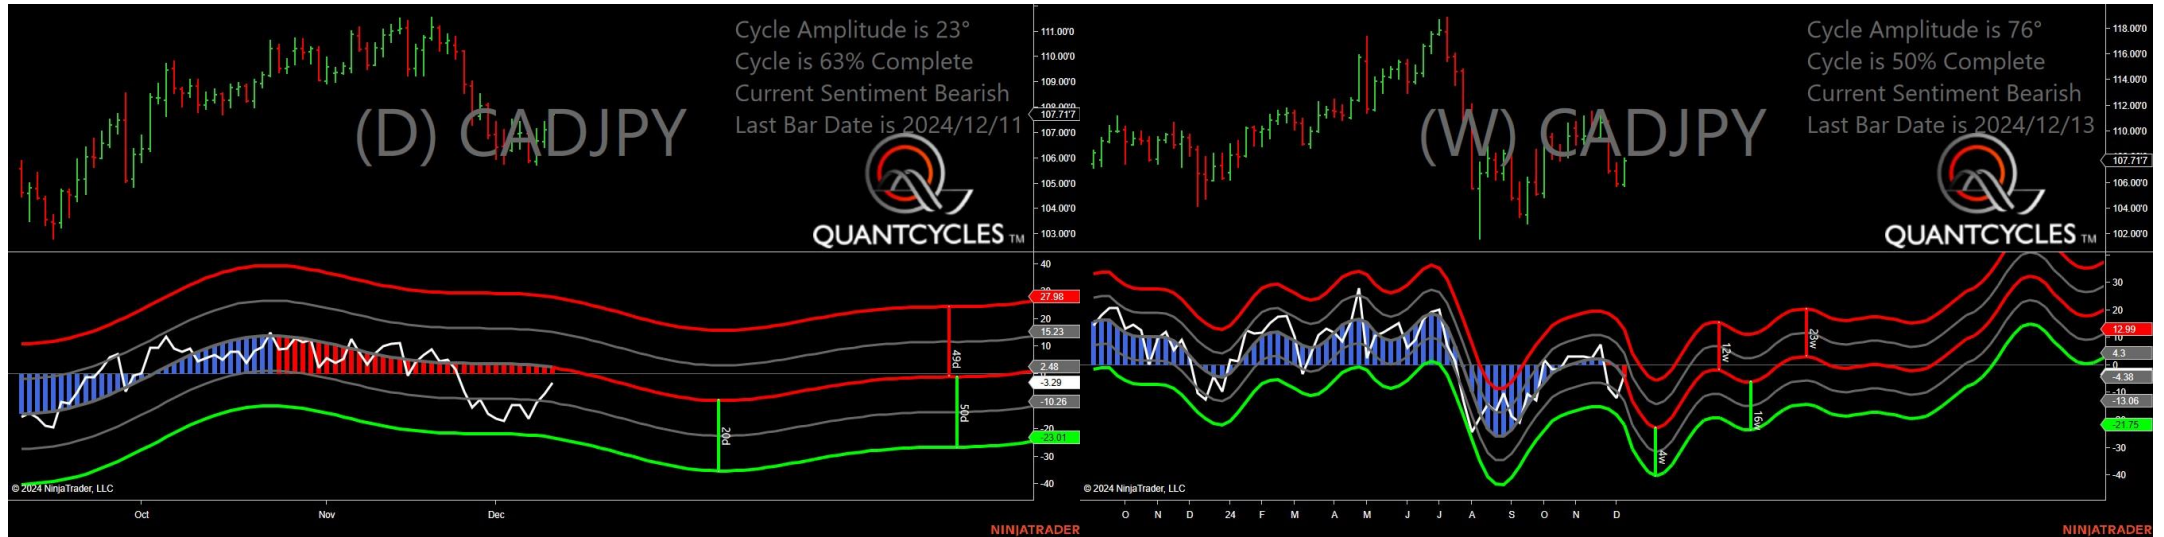 Cycle Amplitude is 23°
Cycle is 63% Complete
Current Sentiment Bearish
Last Bar Date is 2024/12/11
(D) CADJPY
QUANTCYCLES TM
111.00'0
110.00'0
109.00'0
108.00'0
107.71'7
107.00'0
106.00'0
105.00'0
104.00'0
103.00'0
40
27.98
20
15.23
10
2.48
-3.29
-10.26
-20
-23.01
-30
-40
49d
50d
20d
© 2024 NinjaTrader, LLC
Oct Nov Dec
NINJATRADER
Cycle Amplitude is 76°
Cycle is 50% Complete
Current Sentiment Bearish
Last Bar Date is 2024/12/13
(W) CADJPY
QUANTCYCLES TM
118.00'0
116.00'0
114.00'0
112.00'0
110.00'0
107.71'7
106.00'0
104.00'0
102.00'0
30
20
12.99
4.3
0
-4.38
-13.06
-21.75
-30
-40
12w
23w
16w
4w
© 2024 NinjaTrader, LLC
O N D 24 F M A M J J A S O N D
NINJATRADER